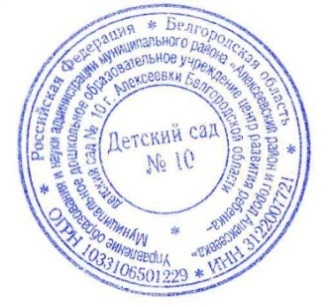 * Российская Федерация * Белгородская область *
ОГРН 1033106501229 * ИНН 3122007721
Управление образования и науки администрации муниципального района «Алексеевский район и город Алексеевка»
Муниципальное дошкольное образовательное учреждение центр развития ребенка-
детский сад № 10 г. Алексеевки Белгородской области
Детский сад
№ 10